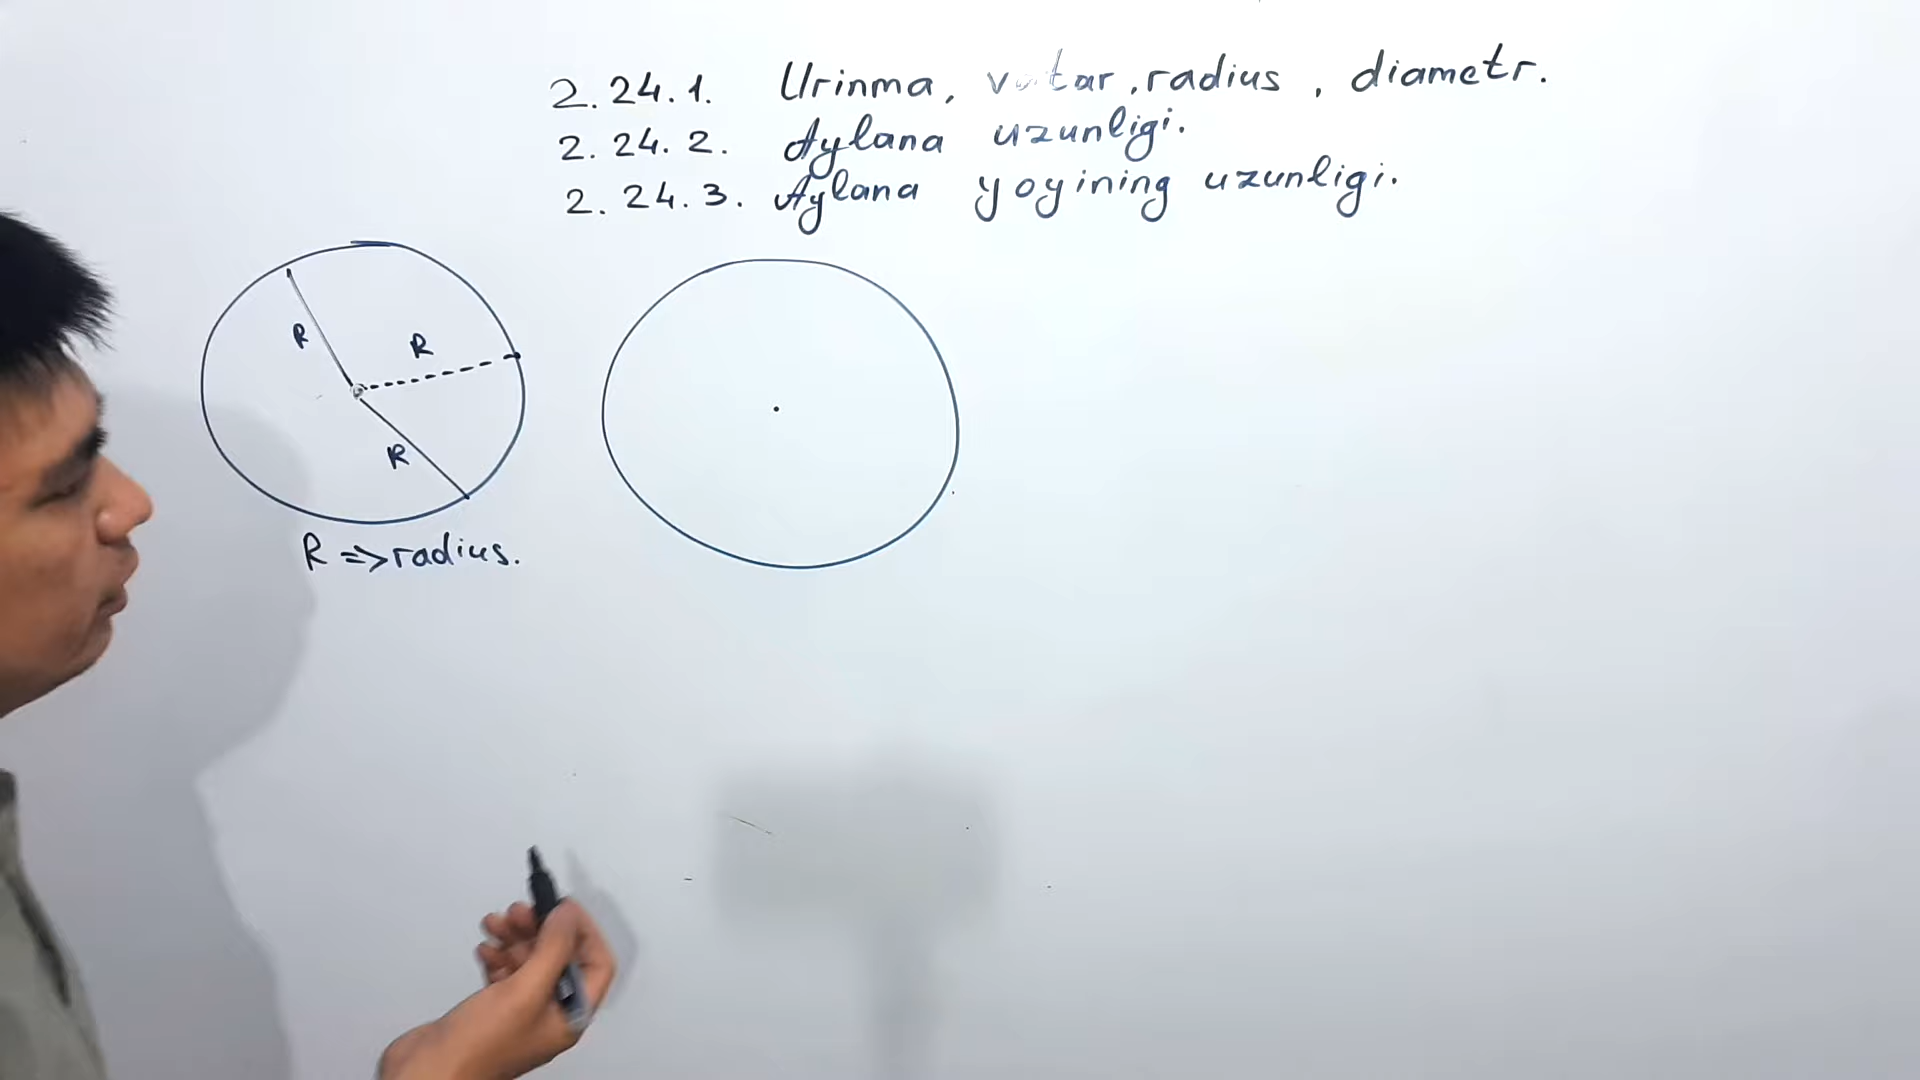 2.24.1. Urinma, vatar, radius, diametr.
2.24.2. Aylana uzunligi.
2.24.3. Aylana yoyining uzunligi.
R
R
R
R => radius.